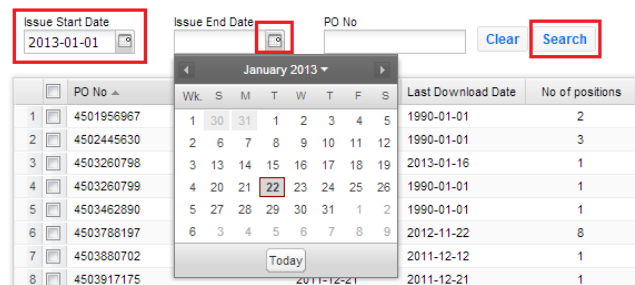 Issue Start Date Issue End Date PO No
2013-01-01 Clear Search
January 2013
PO No Last Download Date No of positions
Wk. S M T W T F S
1 4501956967 1 30 31 1 2 3 4 5 1990-01-01 2
2 4502445630 2 6 7 8 9 10 11 12 1990-01-01 3
3 4503260798 3 13 14 15 16 17 18 19 2013-01-16 1
4 4503260799 4 20 21 22 23 24 25 26 1990-01-01 1
5 4503462890 5 27 28 29 30 31 1 2 1990-01-01 1
6 4503788197 6 3 4 5 6 7 8 9 2012-11-22 8
7 4503880702 Today 2011-12-12 1
8 4503917175 2011-12-21 2011-12-21 1